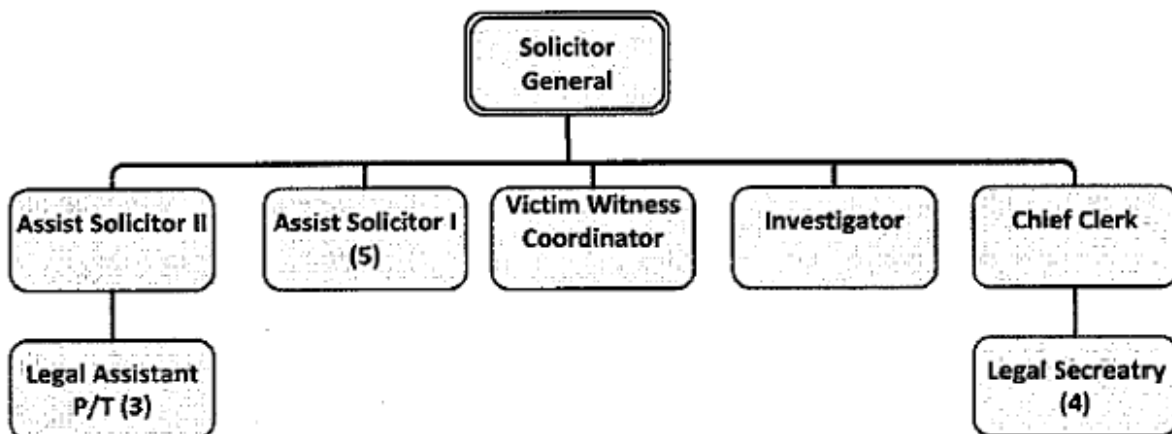 Solicitor
General
Assist Solicitor II
Assist Solicitor I
(5)
Victim Witness
Coordinator
Investigator
Chief Clerk
Legal Assistant
P/T (3)
Legal Secreatry
(4)